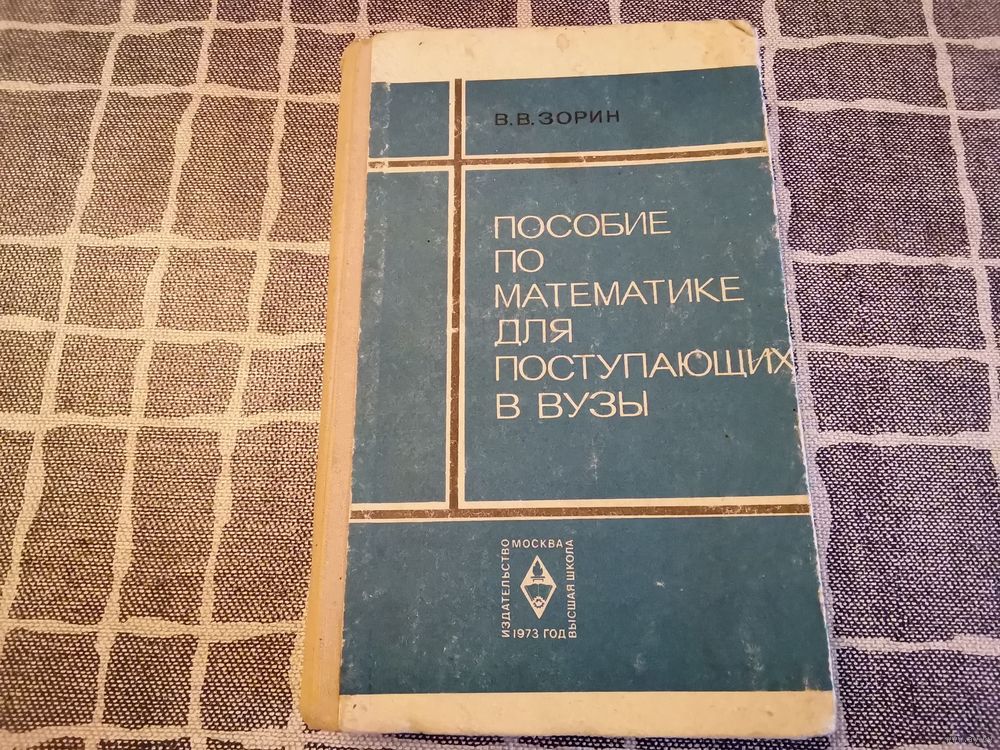 В.В.ЗОРИН
ПОСОБИЕ
ПО
МАТЕМАТИКЕ
ДЛЯ
ПОСТУПАЮЩИХ
В ВУЗЫ
ИЗДАТЕЛЬСТВО
МОСКВА
ВЫСШАЯ ШКОЛА
1973 ГОД